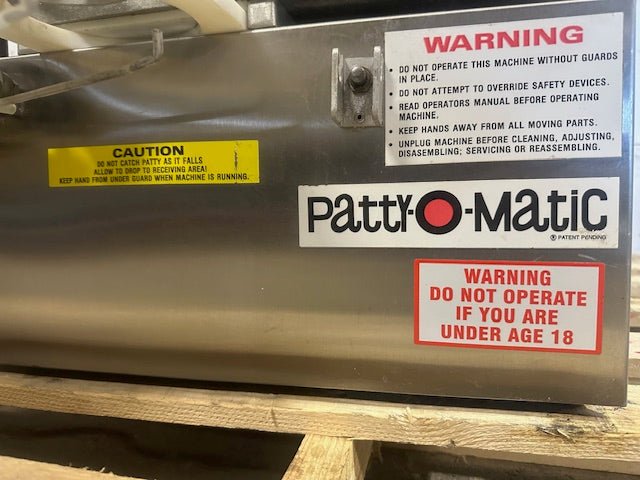 WARNING
• DO NOT OPERATE THIS MACHINE WITHOUT GUARDS
IN PLACE.
• DO NOT ATTEMPT TO OVERRIDE SAFETY DEVICES.
• READ OPERATORS MANUAL BEFORE OPERATING
MACHINE.
• KEEP HANDS AWAY FROM ALL MOVING PARTS.
• UNPLUG MACHINE BEFORE CLEANING, ADJUSTING,
DISASSEMBLING; SERVICING OR REASSEMBLING.
CAUTION
DO NOT CATCH PATTY AS IT FALLS
ALLOW TO DROP TO RECEIVING AREA!
KEEP HAND FROM UNDER GUARD WHEN MACHINE IS RUNNING.
Patty-O-Matic
® PATENT PENDING
WARNING
DO NOT OPERATE
IF YOU ARE
UNDER AGE 18